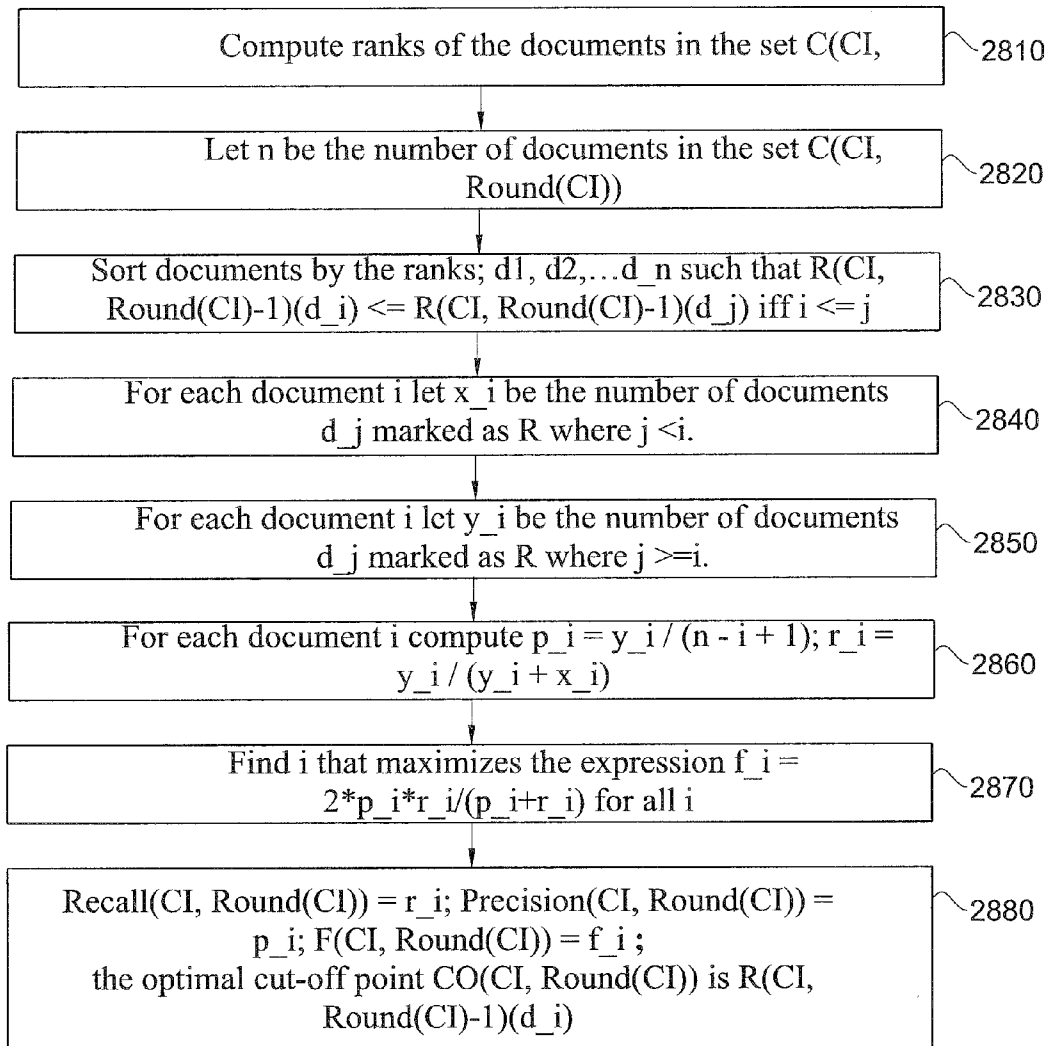 Compute ranks of the documents in the set C(CI,
2810
Let n be the number of documents in the set C(CI,
Round(CI))
2820
Sort documents by the ranks; d1, d2,...d_n such that R(CI,
Round(CI)-1)(d_i) <= R(CI, Round(CI)-1)(d_j) iff i <= j
2830
For each document i let x_i be the number of documents
d_j marked as R where j <i.
2840
For each document i let y_i be the number of documents
d_j marked as R where j >=i.
2850
For each document i compute p_i = y_i / (n - i + 1); r_i =
y_i / (y_i + x_i)
2860
Find i that maximizes the expression f_i =
2*p_i*r_i/(p_i+r_i) for all i
2870
Recall(CI, Round(CI)) = r_i; Precision(CI, Round(CI)) =
p_i; F(CI, Round(CI)) = f_i ;
the optimal cut-off point CO(CI, Round(CI)) is R(CI,
Round(CI)-1)(d_i)
2880